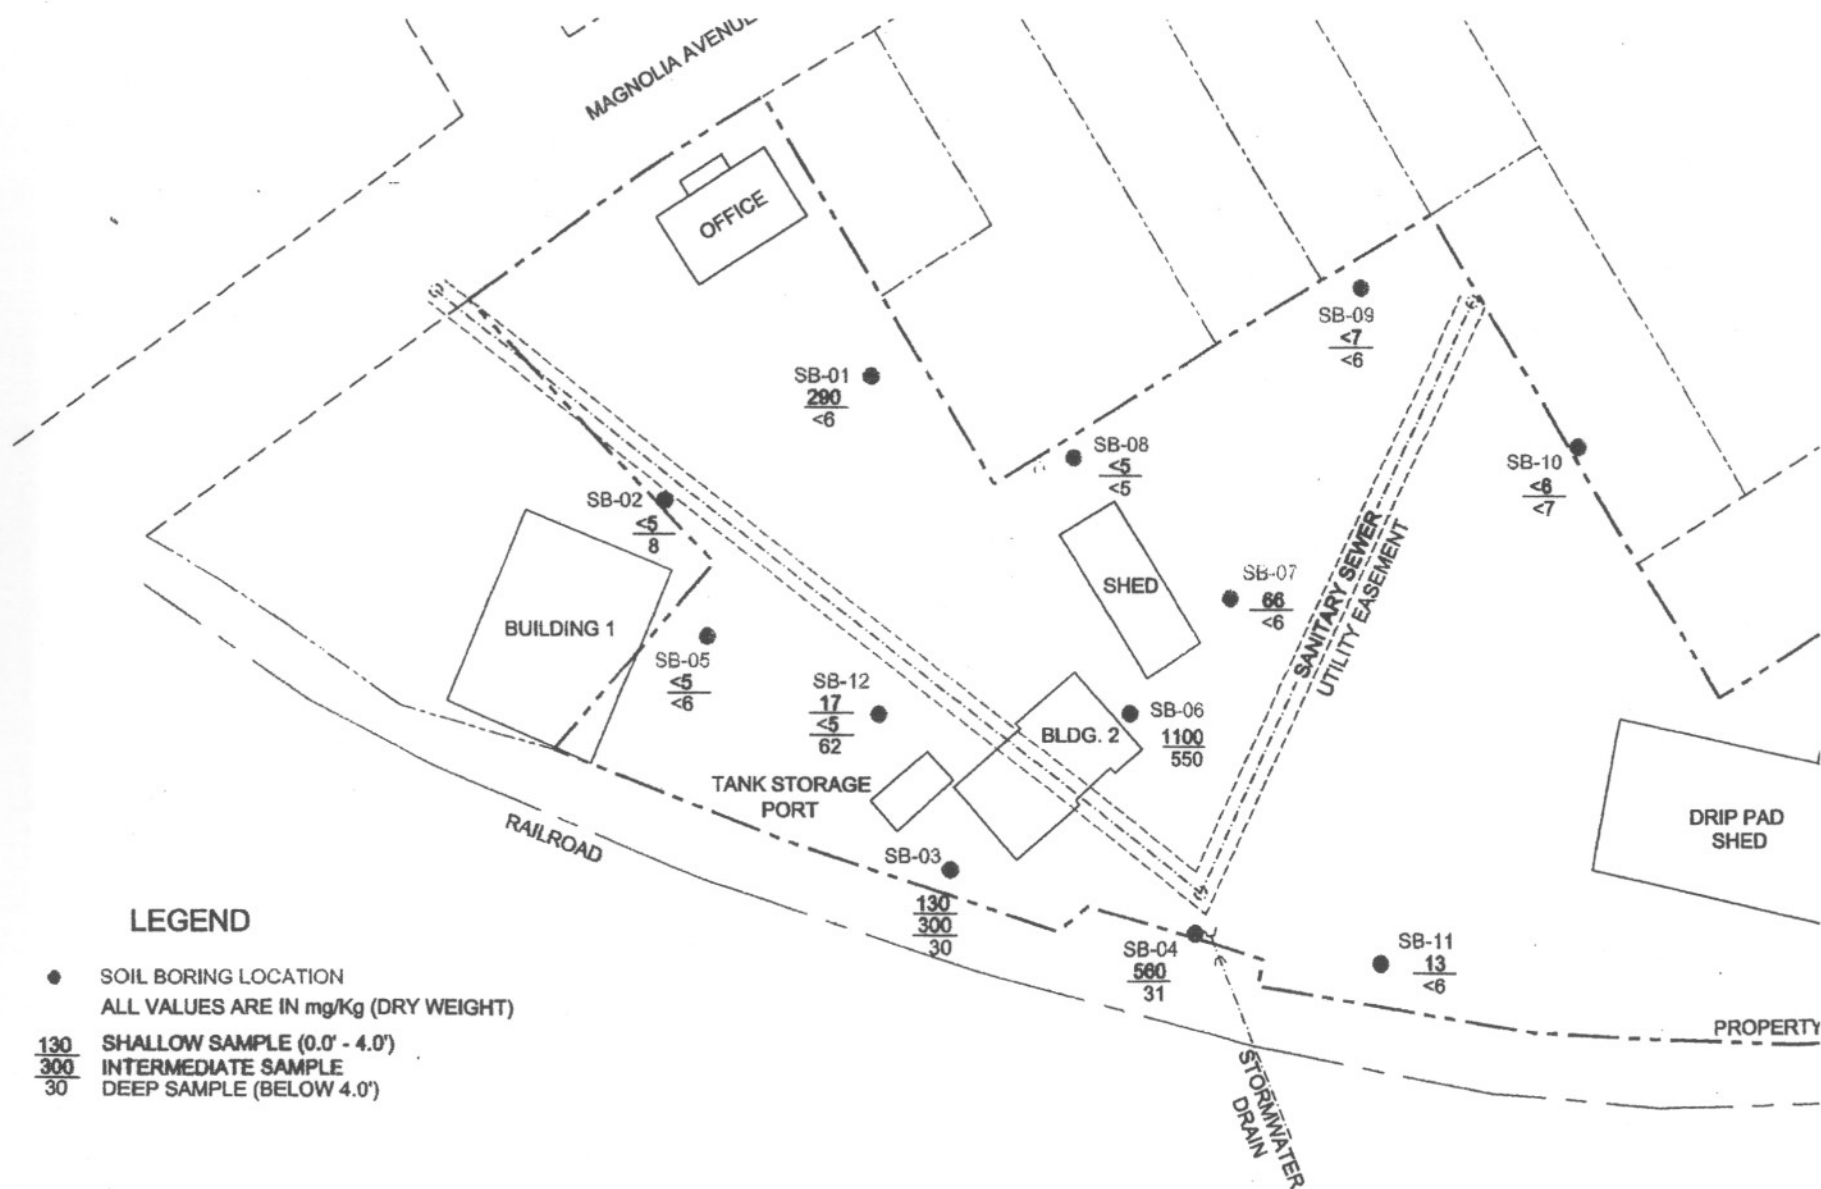 MAGNOLIA AVENUE
OFFICE
SB-09
<7
<6
SB-01
290
<6
SB-08
<5
<5
SB-10
<6
<7
SB-02
<5
8
SANITARY SEWER
UTILITY EASEMENT
SHED
SB-07
66
<6
BUILDING 1
SB-05
<5
<6
SB-12
17
<5
62
SB-06
1100
550
BLDG. 2
TANK STORAGE
PORT
DRIP PAD
SHED
RAILROAD
SB-03
130
300
30
SB-04
560
31
SB-11
13
<6
PROPERTY
STORMWATER
DRAIN
LEGEND
SOIL BORING LOCATION
ALL VALUES ARE IN mg/Kg (DRY WEIGHT)
130 SHALLOW SAMPLE (0.0' - 4.0')
300 INTERMEDIATE SAMPLE
30 DEEP SAMPLE (BELOW 4.0')